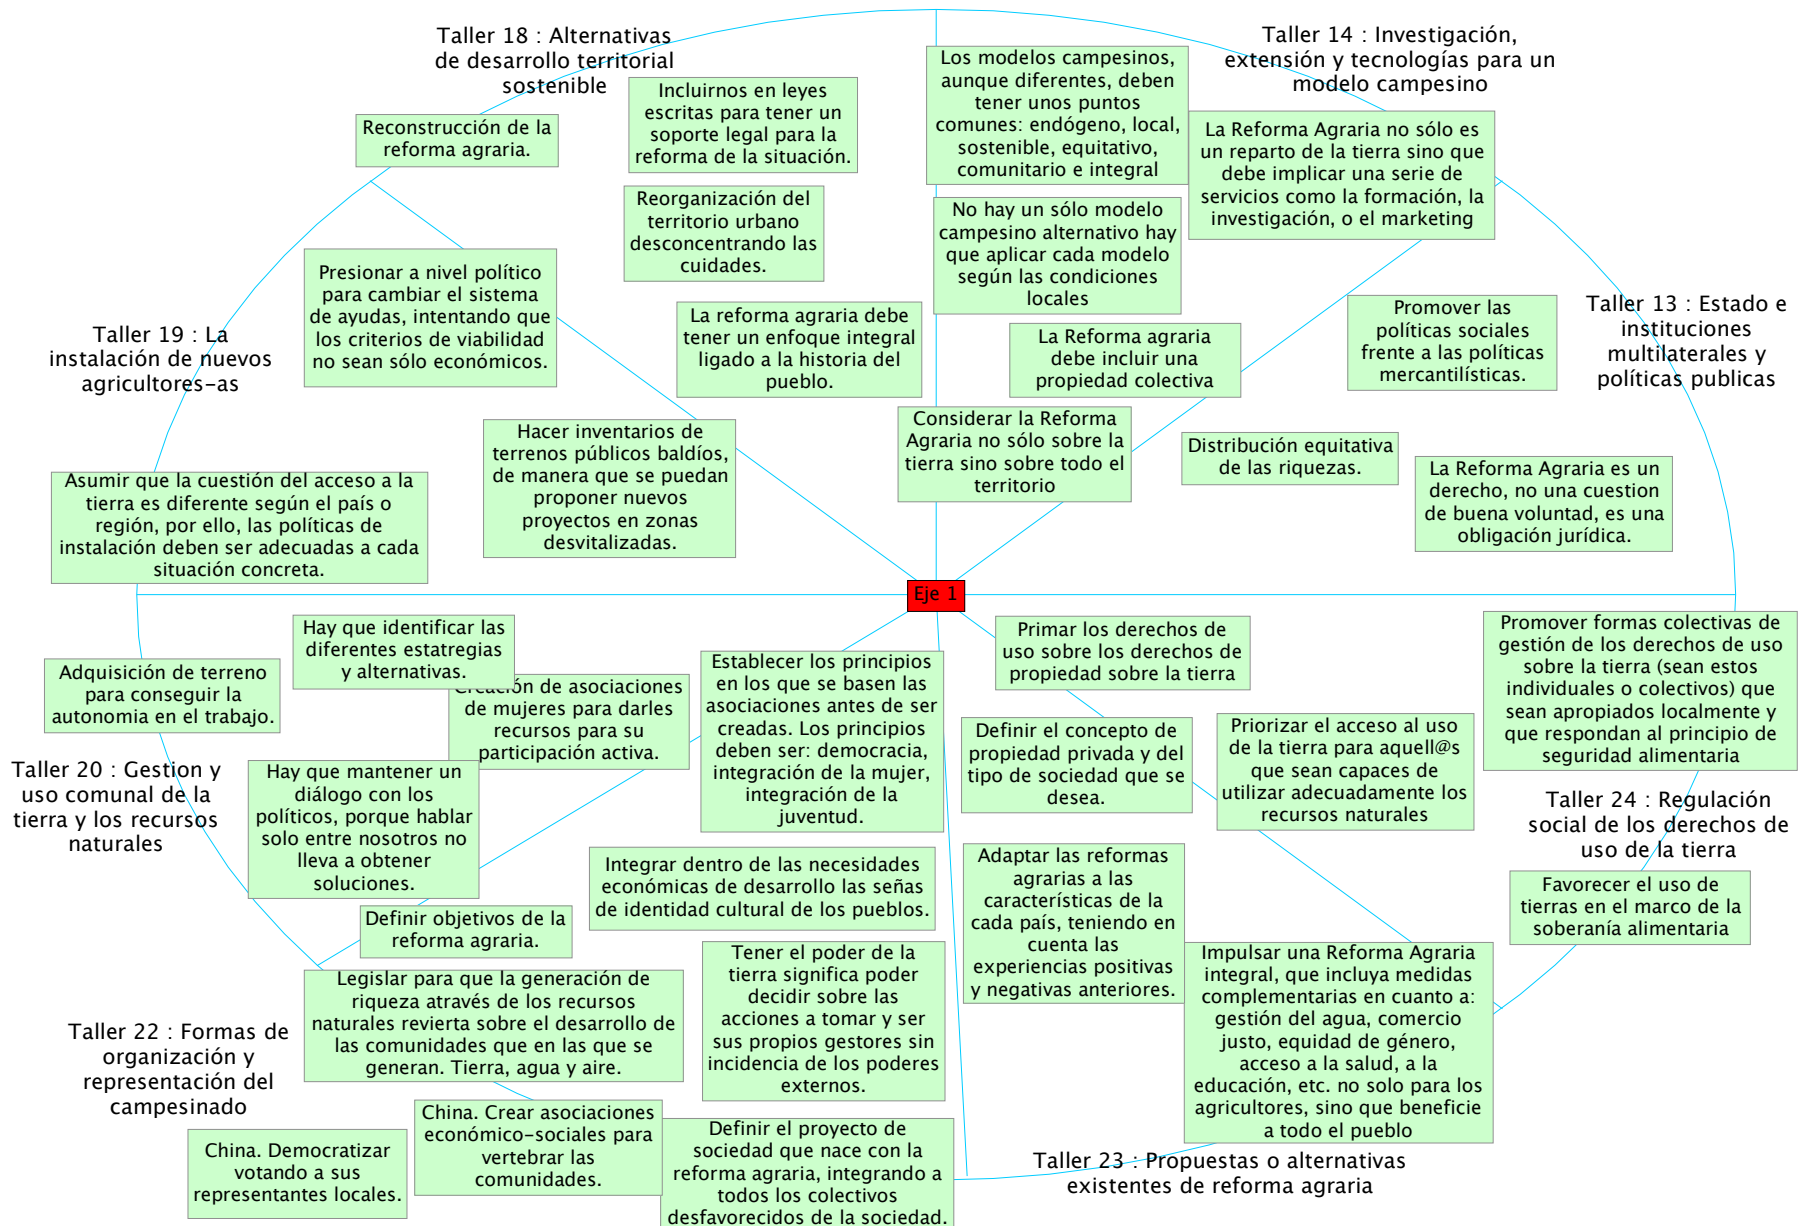 Taller 18 : Alternativas
de desarrollo territorial
sostenible
Incluirnos en leyes
escritas para tener un
soporte legal para la
reforma de la situación.
Reconstrucción de la
reforma agraria.
Reorganización del
territorio urbano
desconcentrando las
cuidades.
La reforma agraria debe
tener un enfoque integral
ligado a la historia del
pueblo.
Taller 14 : Investigación,
extensión y tecnologías para un
modelo campesino
Los modelos campesinos,
aunque diferentes, deben
tener unos puntos
comunes: endógeno, local,
sostenible, equitativo,
comunitario e integral
La Reforma Agraria no sólo es
un reparto de la tierra sino que
debe implicar una serie de
servicios como la formación, la
investigación, o el marketing
No hay un sólo modelo
campesino alternativo hay
que aplicar cada modelo
según las condiciones
locales
La Reforma agraria
debe incluir una
propiedad colectiva
Considerar la Reforma
Agraria no sólo sobre la
tierra sino sobre todo el
territorio
Taller 13 : Estado e
instituciones
multilaterales y
políticas publicas
Promover las
políticas sociales
frente a las políticas
mercantilísticas.
Distribución equitativa
de las riquezas.
La Reforma Agraria es un
derecho, no una cuestion
de buena voluntad, es una
obligación jurídica.
Taller 19 : La
instalación de nuevos
agricultores-as
Presionar a nivel político
para cambiar el sistema
de ayudas, intentando que
los criterios de viabilidad
no sean sólo económicos.
Hacer inventarios de
terrenos públicos baldíos,
de manera que se puedan
proponer nuevos
proyectos en zonas
desvitalizadas.
Asumir que la cuestión del acceso a la
tierra es diferente según el país o
región, por ello, las políticas de
instalación deben ser adecuadas a cada
situación concreta.
Eje 1
Hay que identificar las
diferentes estatregias
y alternativas.
Adquisición de terreno
para conseguir la
autonomia en el trabajo.
Creación de asociaciones
de mujeres para darles
recursos para su
participación activa.
Taller 20 : Gestion y
uso comunal de la
tierra y los recursos
naturales
Hay que mantener un
diálogo con los
políticos, porque hablar
solo entre nosotros no
lleva a obtener
soluciones.
Establecer los principios
en los que se basen las
asociaciones antes de ser
creadas. Los principios
deben ser: democracia,
integración de la mujer,
integración de la
juventud.
Integrar dentro de las necesidades
económicas de desarrollo las señas
de identidad cultural de los pueblos.
Definir objetivos de la
reforma agraria.
Legislar para que la generación de
riqueza através de los recursos
naturales revierta sobre el desarrollo de
las comunidades que en las que se
generan. Tierra, agua y aire.
Tener el poder de la
tierra significa poder
decidir sobre las
acciones a tomar y ser
sus propios gestores sin
incidencia de los poderes
externos.
Taller 22 : Formas de
organización y
representación del
campesinado
China. Democratizar
votando a sus
representantes locales.
China. Crear asociaciones
económico-sociales para
vertebrar las
comunidades.
Definir el proyecto de
sociedad que nace con la
reforma agraria, integrando a
todos los colectivos
desfavorecidos de la sociedad.
Primar los derechos de
uso sobre los derechos de
propiedad sobre la tierra
Definir el concepto de
propiedad privada y del
tipo de sociedad que se
desea.
Adaptar las reformas
agrarias a las
características de la
cada país, teniendo en
cuenta las
experiencias positivas
y negativas anteriores.
Promover formas colectivas de
gestión de los derechos de uso
sobre la tierra (sean estos
individuales o colectivos) que
sean apropiados localmente y
que respondan al principio de
seguridad alimentaria
Priorizar el acceso al uso
de la tierra para aquell@s
que sean capaces de
utilizar adecuadamente los
recursos naturales
Taller 24 : Regulación
social de los derechos de
uso de la tierra
Favorecer el uso de
tierras en el marco de la
soberanía alimentaria
Impulsar una Reforma Agraria
integral, que incluya medidas
complementarias en cuanto a:
gestión del agua, comercio
justo, equidad de género,
acceso a la salud, a la
educación, etc. no solo para los
agricultores, sino que beneficie
a todo el pueblo
Taller 23 : Propuestas o alternativas
existentes de reforma agraria